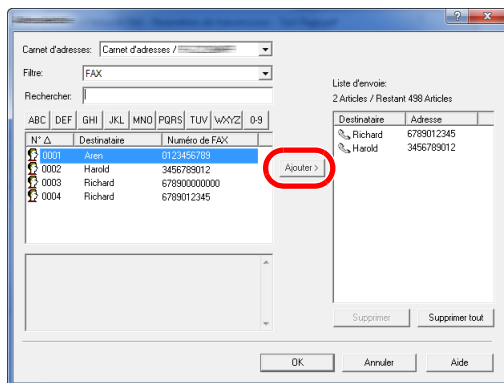 Carnet d'adresses: Carnet d'adresses /
Filtre: FAX
Rechercher:
ABC DEF GHI JKL MNO PQRS TUV WXYZ 0-9
N° △ Destinataire Numéro de FAX
0001 Aren 0123456789
0002 Harold 3456789012
0003 Richard 678900000000
0004 Richard 6789012345
Ajouter >
Liste d'envoie:
2 Articles / Restant 498 Articles
Destinataire Adresse
Richard 6789012345
Harold 3456789012
Supprimer Supprimer tout
OK Annuler Aide